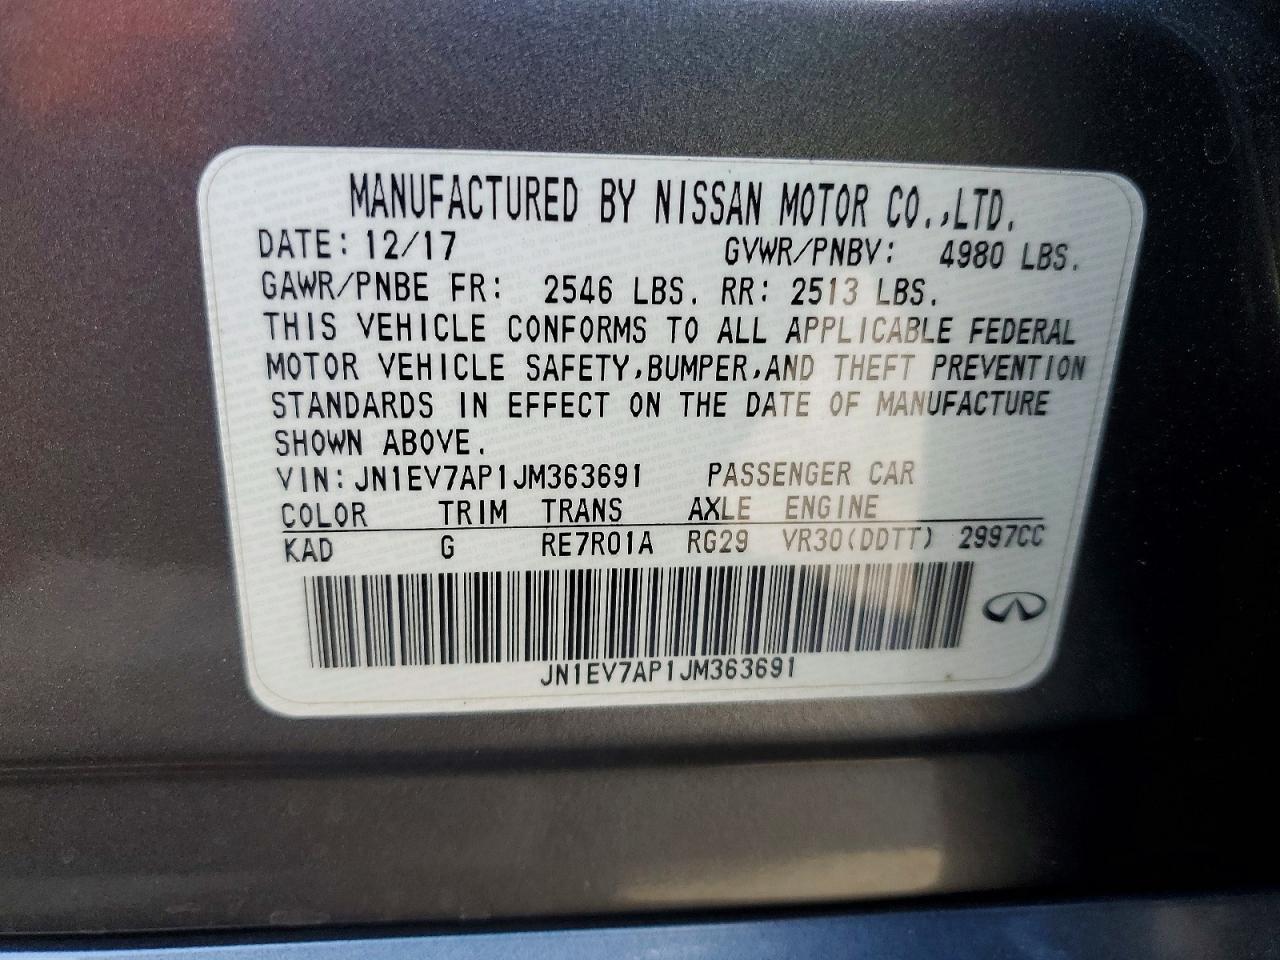 MANUFACTURED BY NISSAN MOTOR CO.,LTD.
DATE: 12/17 GVWR/PNBV: 4980 LBS.
GAWR/PNBE FR: 2546 LBS. RR: 2513 LBS.
THIS VEHICLE CONFORMS TO ALL APPLICABLE FEDERAL
MOTOR VEHICLE SAFETY,BUMPER,AND THEFT PREVENTION
STANDARDS IN EFFECT ON THE DATE OF MANUFACTURE
SHOWN ABOVE.
VIN:JN1EV7AP1JM363691 PASSENGER CAR
COLOR TRIM TRANS AXLE ENGINE
KAD G RE7R01A RG29 VR30(DDTT) 2997CC
JN1EV7AP1JM363691